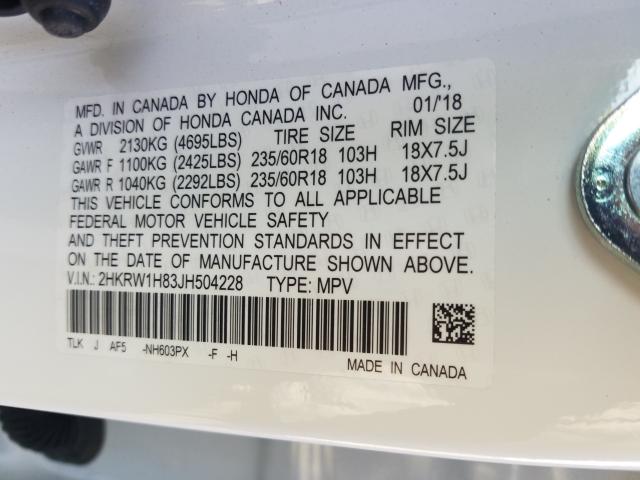 MFD. IN CANADA BY HONDA OF CANADA MFG.,
A DIVISION OF HONDA CANADA INC. 01/'18
GVWR 2130KG (4695LBS) TIRE SIZE RIM SIZE
GAWR F 1100KG (2425LBS) 235/60R18 103H 18X7.5J
GAWR R 1040KG (2292LBS) 235/60R18 103H 18X7.5J
THIS VEHICLE CONFORMS TO ALL APPLICABLE
FEDERAL MOTOR VEHICLE SAFETY
AND THEFT PREVENTION STANDARDS IN EFFECT
ON THE DATE OF MANUFACTURE SHOWN ABOVE.
V.I.N.: 2HKRW1H83JH504228 TYPE: MPV
TLK J AF5 -NH603PX -F -H
MADE IN CANADA